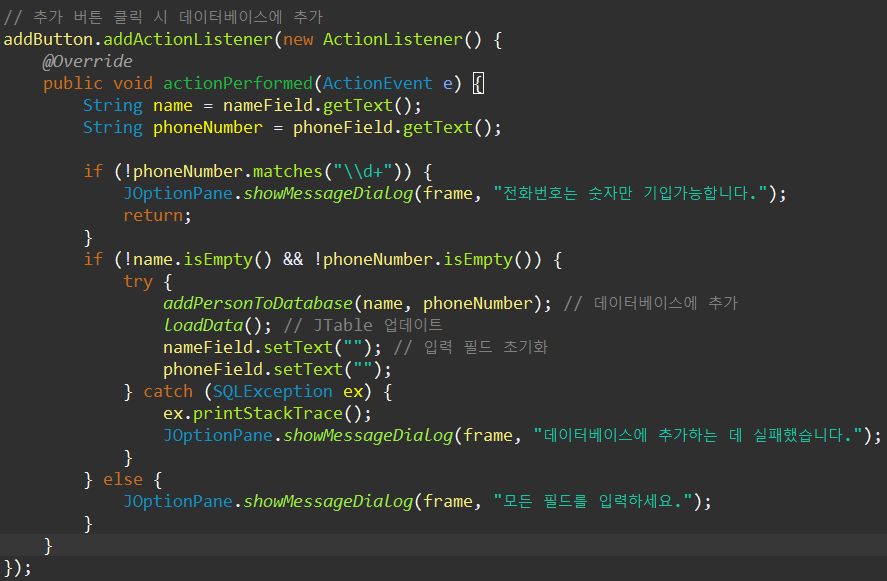 // 추가 버튼 클릭 시 데이터베이스에 추가
addButton.addActionListener(new ActionListener() {
    @Override
    public void actionPerformed(ActionEvent e) {
        String name = nameField.getText();
        String phoneNumber = phoneField.getText();

        if (!phoneNumber.matches("\\d+")) {
            JOptionPane.showMessageDialog(frame, "전화번호는 숫자만 기입가능합니다.");
            return;
        }
        if (!name.isEmpty() && !phoneNumber.isEmpty()) {
            try {
                addPersonToDatabase(name, phoneNumber); // 데이터베이스에 추가
                loadData(); // JTable 업데이트
                nameField.setText(""); // 입력 필드 초기화
                phoneField.setText("");
            } catch (SQLException ex) {
                ex.printStackTrace();
                JOptionPane.showMessageDialog(frame, "데이터베이스에 추가하는 데 실패했습니다.");
            }
        } else {
            JOptionPane.showMessageDialog(frame, "모든 필드를 입력하세요.");
        }
    }
});